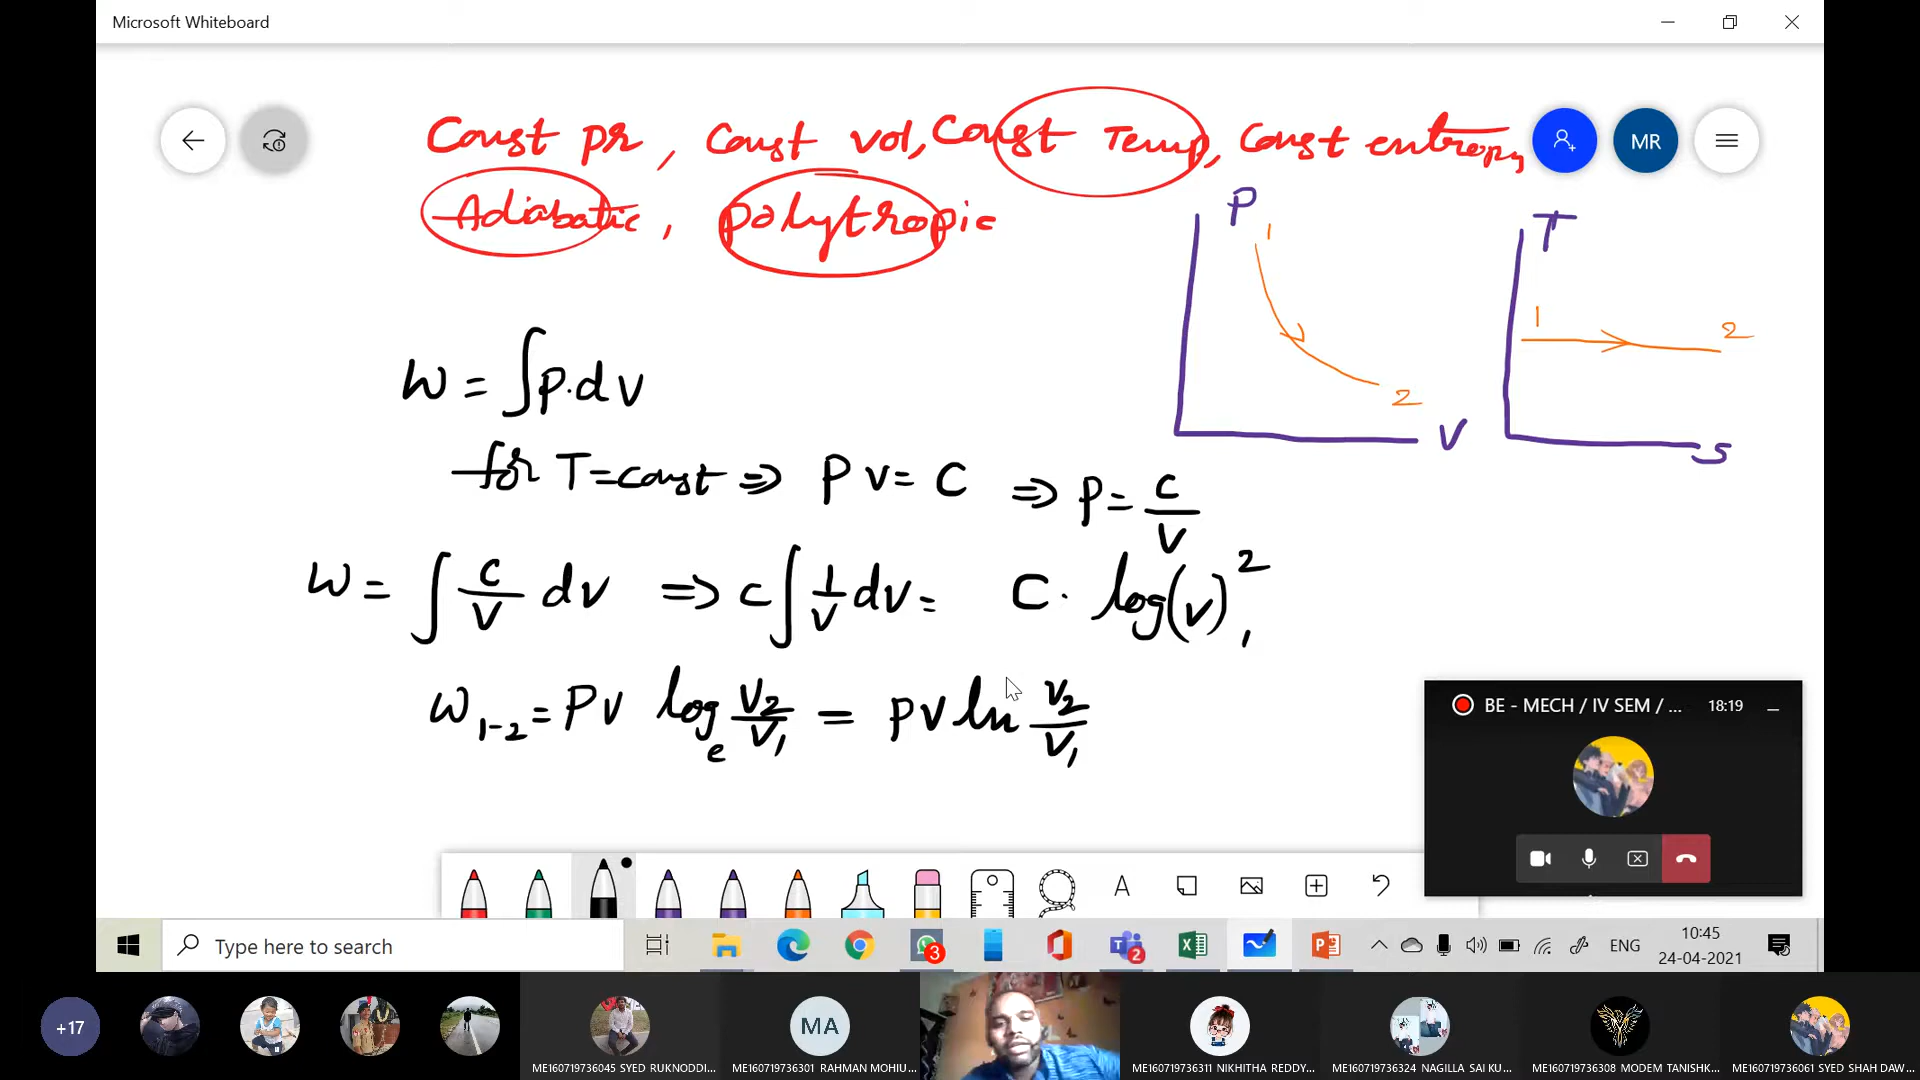 Microsoft Whiteboard
Const pr, Const vol, Const Temp, Const entropy,
MR
Adiabatic, polytropic
P
1
2
V
T
1
2
S
W = ∫p.dv
for T=const ⇒ PV=C ⇒ P=C/V
W = ∫ C/V dv ⇒ C∫ 1/V dv = C. log(v)₁²
W₁₋₂ = PV logₑ V₂/V₁ = PV ln V₂/V₁
BE - MECH / IV SEM / ... 18:19
A
Type here to search
3
2
ENG
10:45
24-04-2021
+17
MA
ME160719736045 SYED RUKNODDI...
ME160719736301 RAHMAN MOHIU...
ME160719736311 NIKHITHA REDDY...
ME160719736324 NAGILLA SAI KU...
ME160719736308 MODEM TANISHK...
ME160719736061 SYED SHAH DAW...